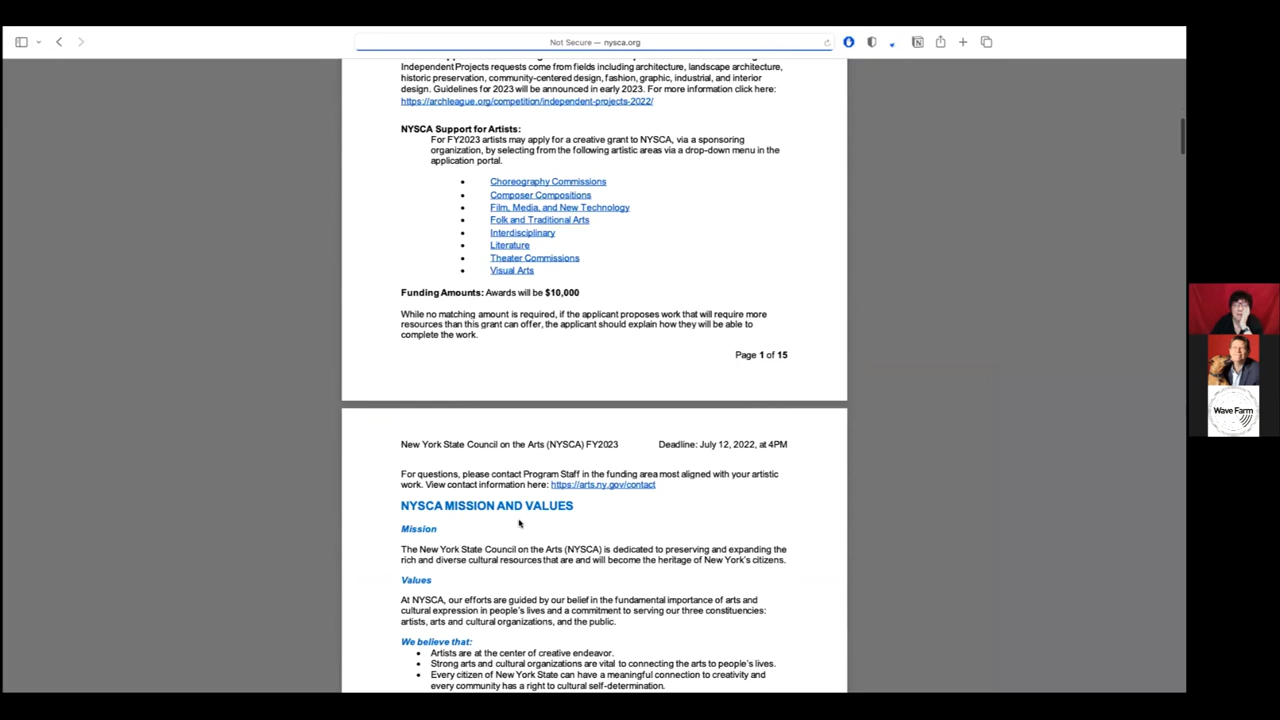 Not Secure — nysca.org
Independent Projects requests come from fields including architecture, landscape architecture,
historic preservation, community-centered design, fashion, graphic, industrial, and interior
design. Guidelines for 2023 will be announced in early 2023. For more information click here:
https://archleague.org/competition/independent-projects-2022/
NYSCA Support for Artists:
For FY2023 artists may apply for a creative grant to NYSCA, via a sponsoring
organization, by selecting from the following artistic areas via a drop-down menu in the
application portal.
• Choreography Commissions
• Composer Compositions
• Film, Media, and New Technology
• Folk and Traditional Arts
• Interdisciplinary
• Literature
• Theater Commissions
• Visual Arts
Funding Amounts: Awards will be $10,000
While no matching amount is required, if the applicant proposes work that will require more
resources than this grant can offer, the applicant should explain how they will be able to
complete the work.
Page 1 of 15
New York State Council on the Arts (NYSCA) FY2023 Deadline: July 12, 2022, at 4PM
For questions, please contact Program Staff in the funding area most aligned with your artistic
work. View contact information here: https://arts.ny.gov/contact
NYSCA MISSION AND VALUES
Mission
The New York State Council on the Arts (NYSCA) is dedicated to preserving and expanding the
rich and diverse cultural resources that are and will become the heritage of New York's citizens.
Values
At NYSCA, our efforts are guided by our belief in the fundamental importance of arts and
cultural expression in people's lives and a commitment to serving our three constituencies:
artists, arts and cultural organizations, and the public.
We believe that:
• Artists are at the center of creative endeavor.
• Strong arts and cultural organizations are vital to connecting the arts to people's lives.
• Every citizen of New York State can have a meaningful connection to creativity and
every community has a right to cultural self-determination.
Wave Farm